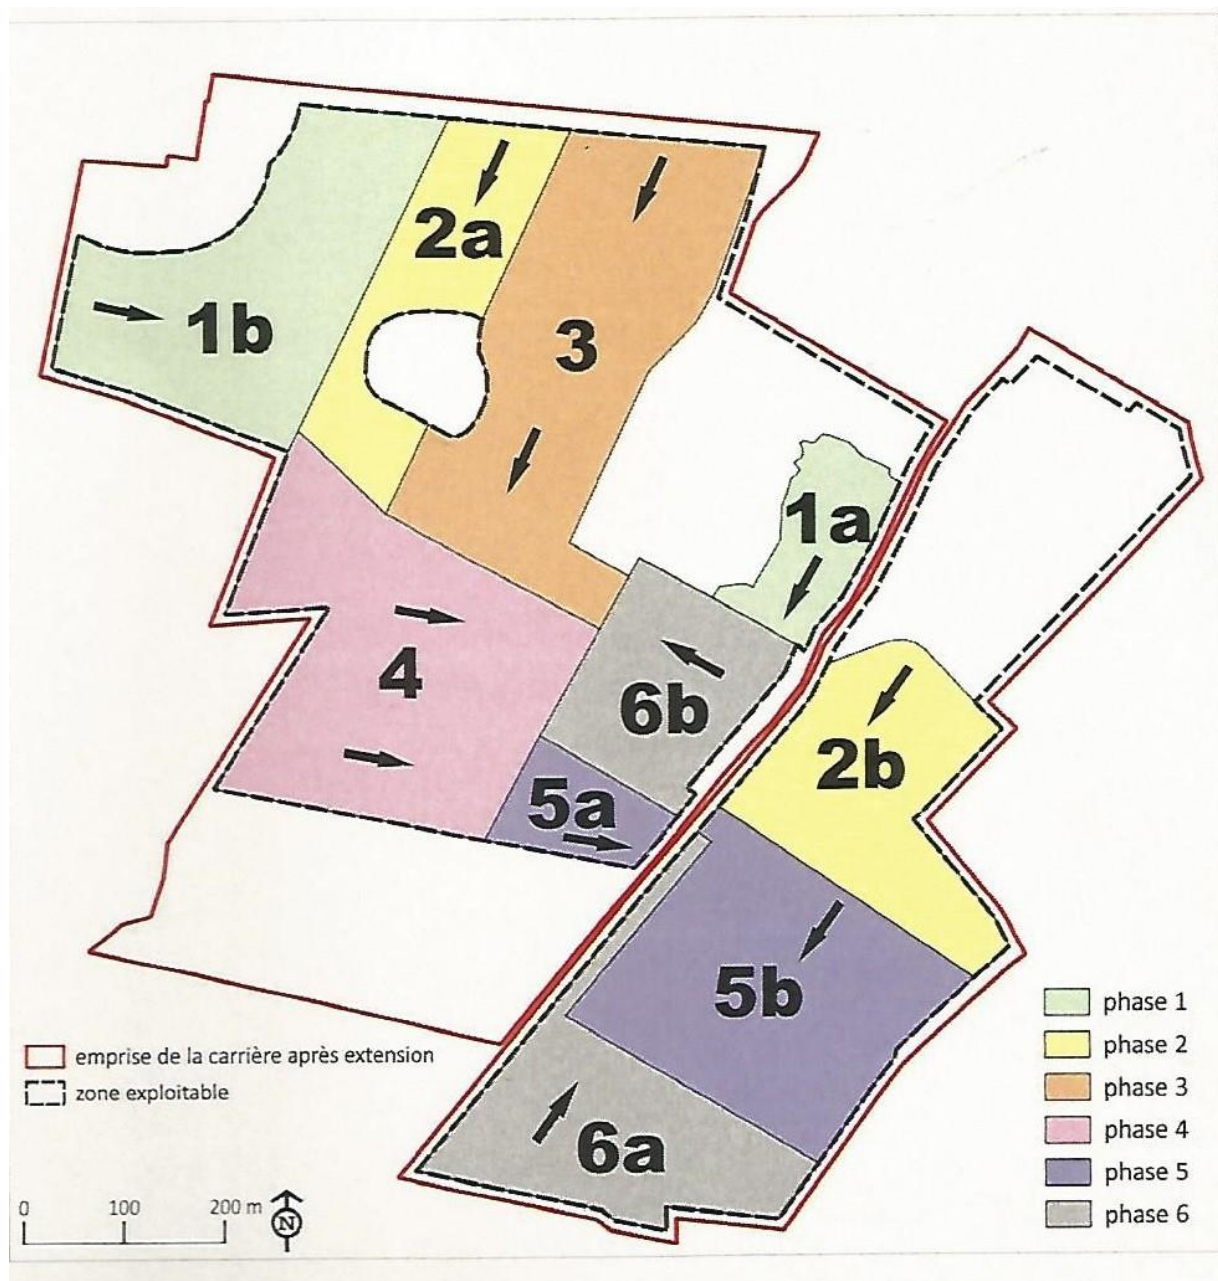 2a
1b
3
1a
4
6b
2b
5a
5b
6a
phase 1
phase 2
phase 3
phase 4
phase 5
phase 6
emprise de la carrière après extension
zone exploitable
0 100 200 m
N